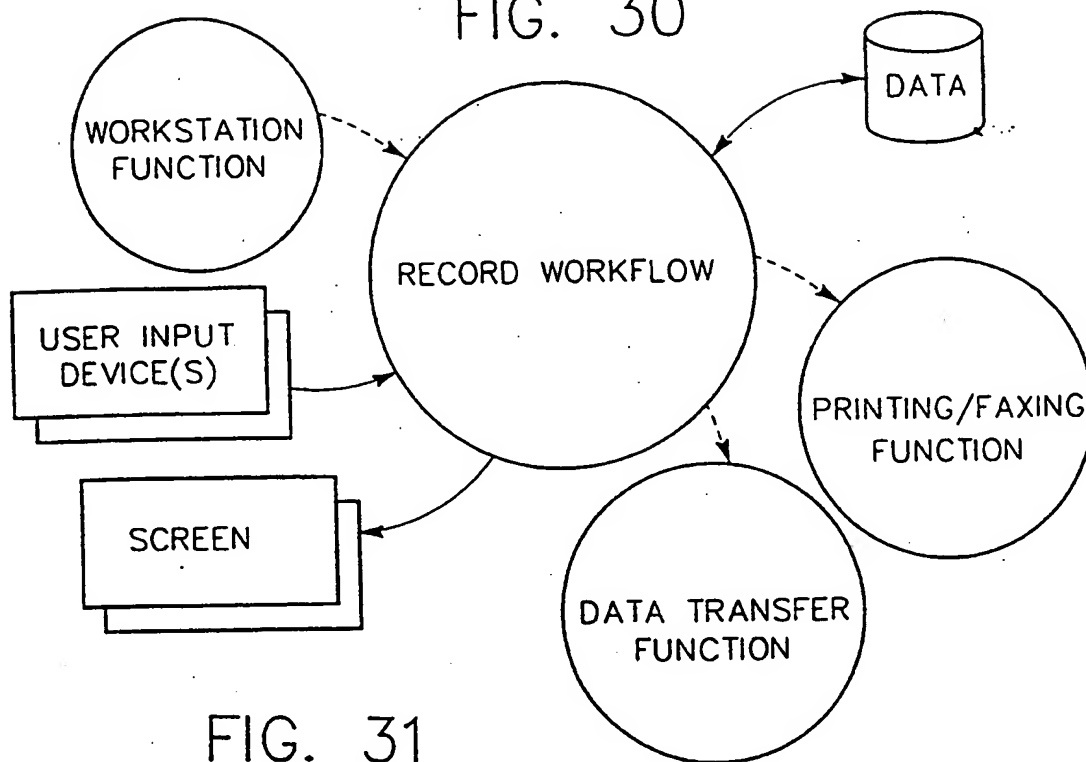 FIG. 30
DATA
WORKSTATION
FUNCTION
RECORD WORKFLOW
USER INPUT
DEVICE(S)
PRINTING/FAXING
FUNCTION
SCREEN
DATA TRANSFER
FUNCTION
FIG. 31